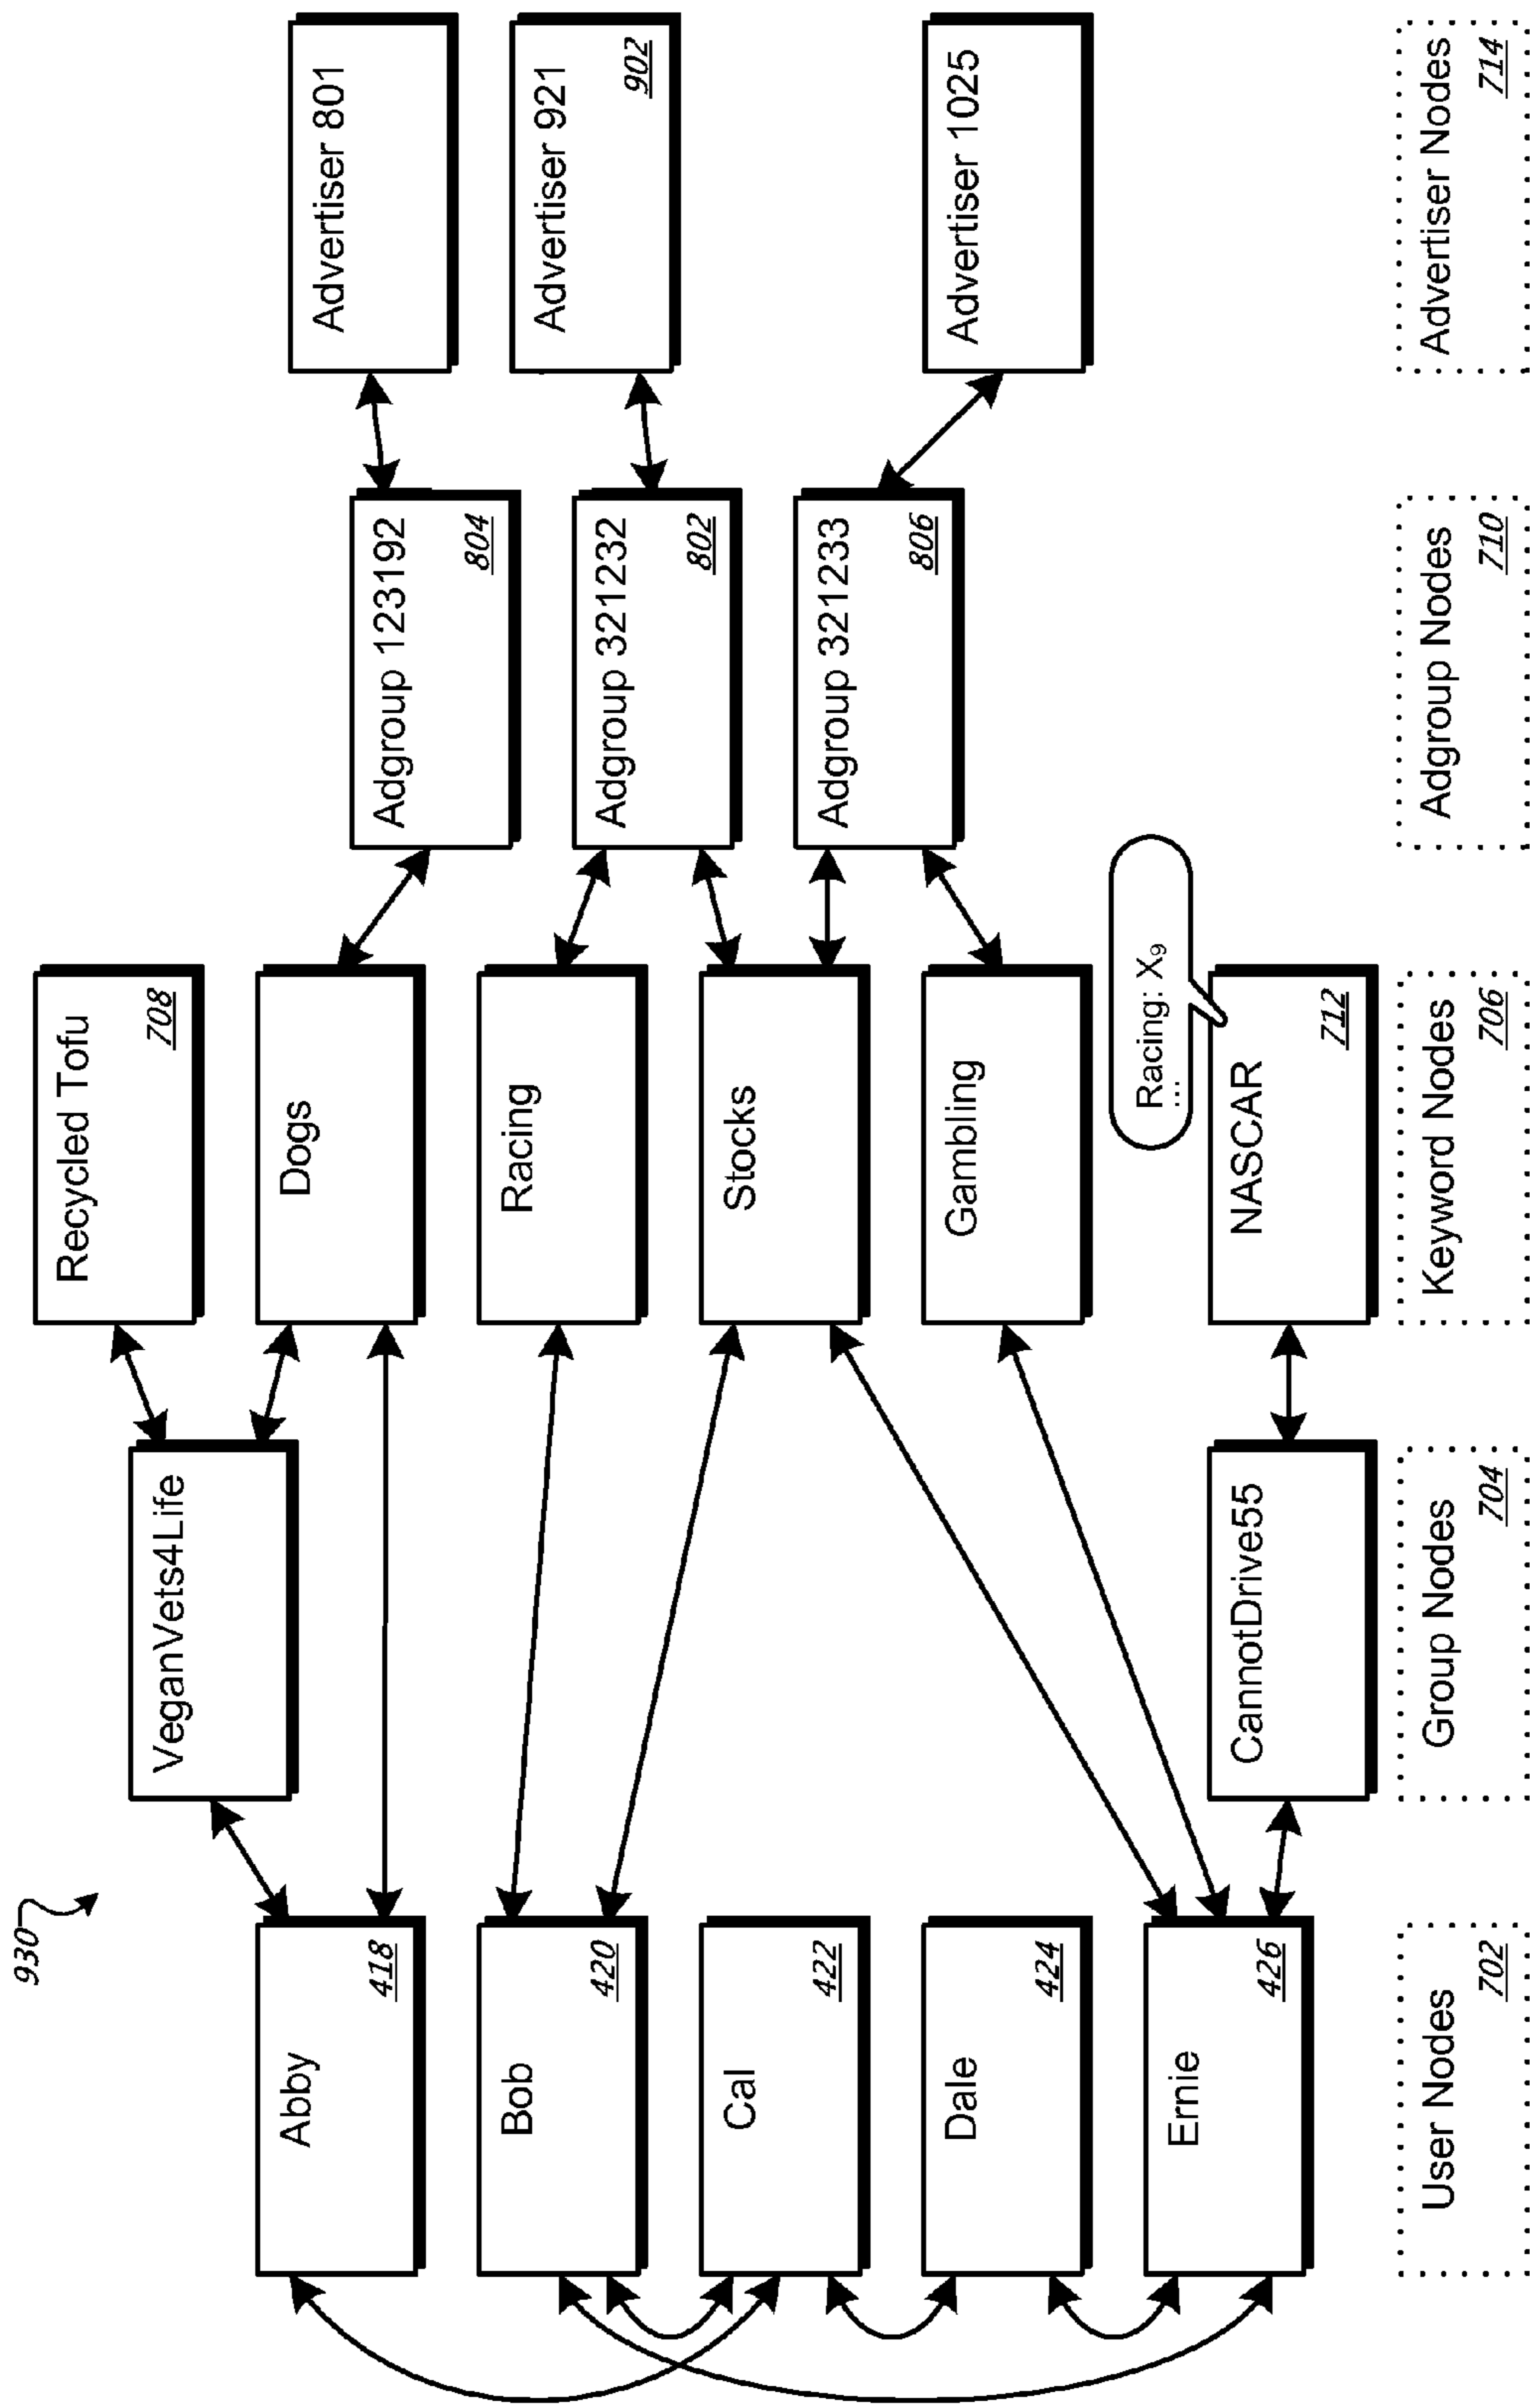 930
Abby
418
Bob
420
Cal
422
Dale
424
Ernie
426
User Nodes
702
VeganVets4Life
CannotDrive55
Group Nodes
704
Recycled Tofu
708
Dogs
Racing
Stocks
Gambling
Racing: X₉
...
NASCAR
712
Keyword Nodes
706
Adgroup 123192
804
Adgroup 321232
802
Adgroup 321233
806
Adgroup Nodes
710
Advertiser 801
Advertiser 921
902
Advertiser 1025
Advertiser Nodes
714